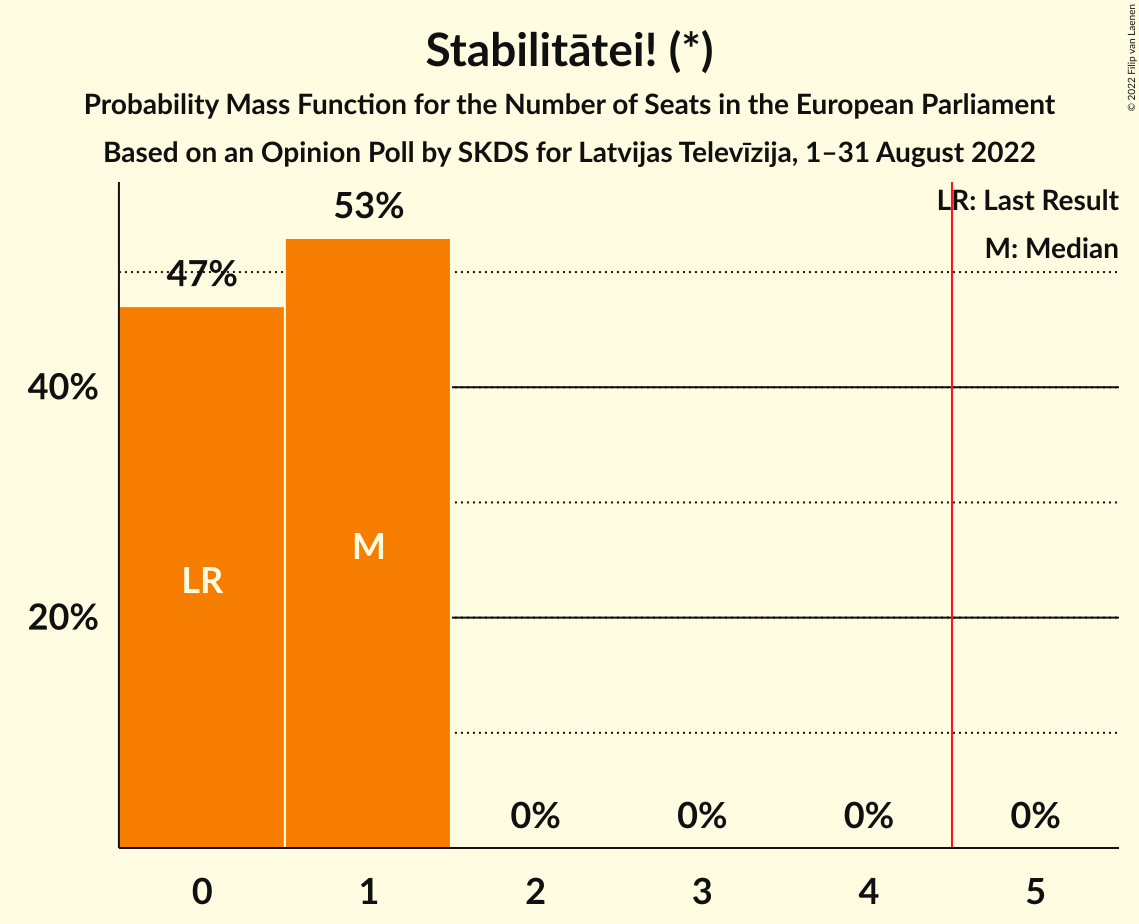 Stabilitātei! (*)
Probability Mass Function for the Number of Seats in the European Parliament
Based on an Opinion Poll by SKDS for Latvijas Televīzija, 1–31 August 2022
© 2022 Filip van Laenen
LR: Last Result
M: Median
53%
47%
40%
20%
LR
M
0%
0%
0%
0%
0
1
2
3
4
5